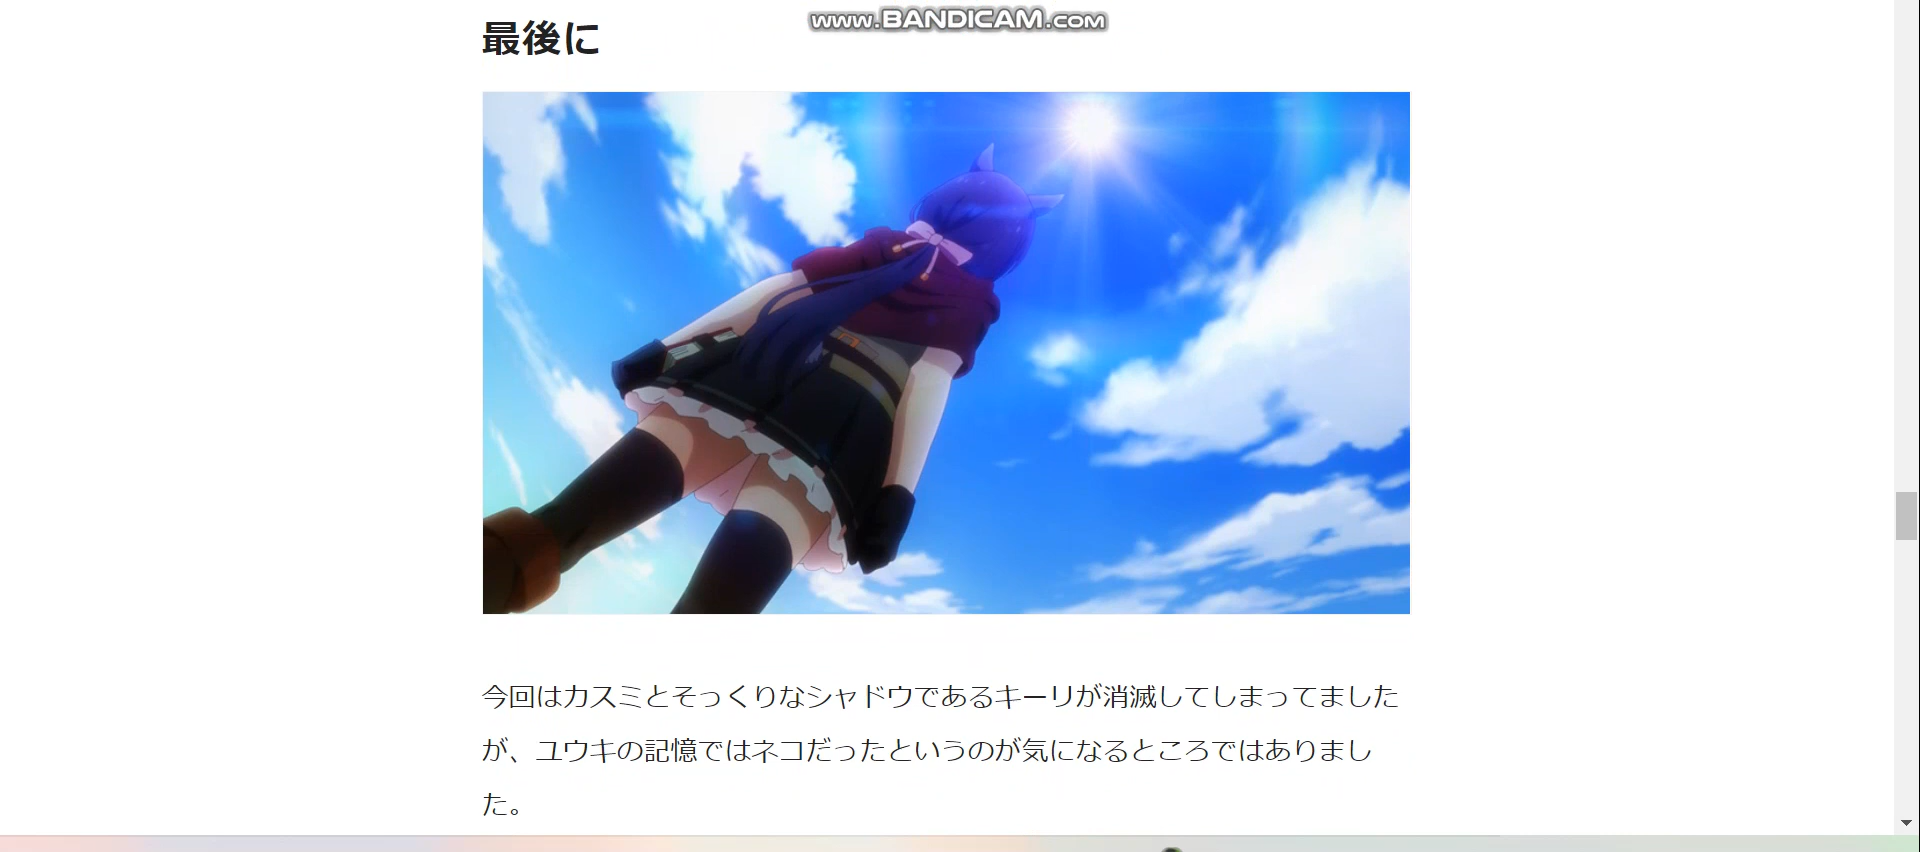 www.BANDICAM.com
最後に
今回はカスミとそっくりなシャドウであるキーリが消滅してしまってました
が、ユウキの記憶ではネコだったというのが気になるところではありまし
た。